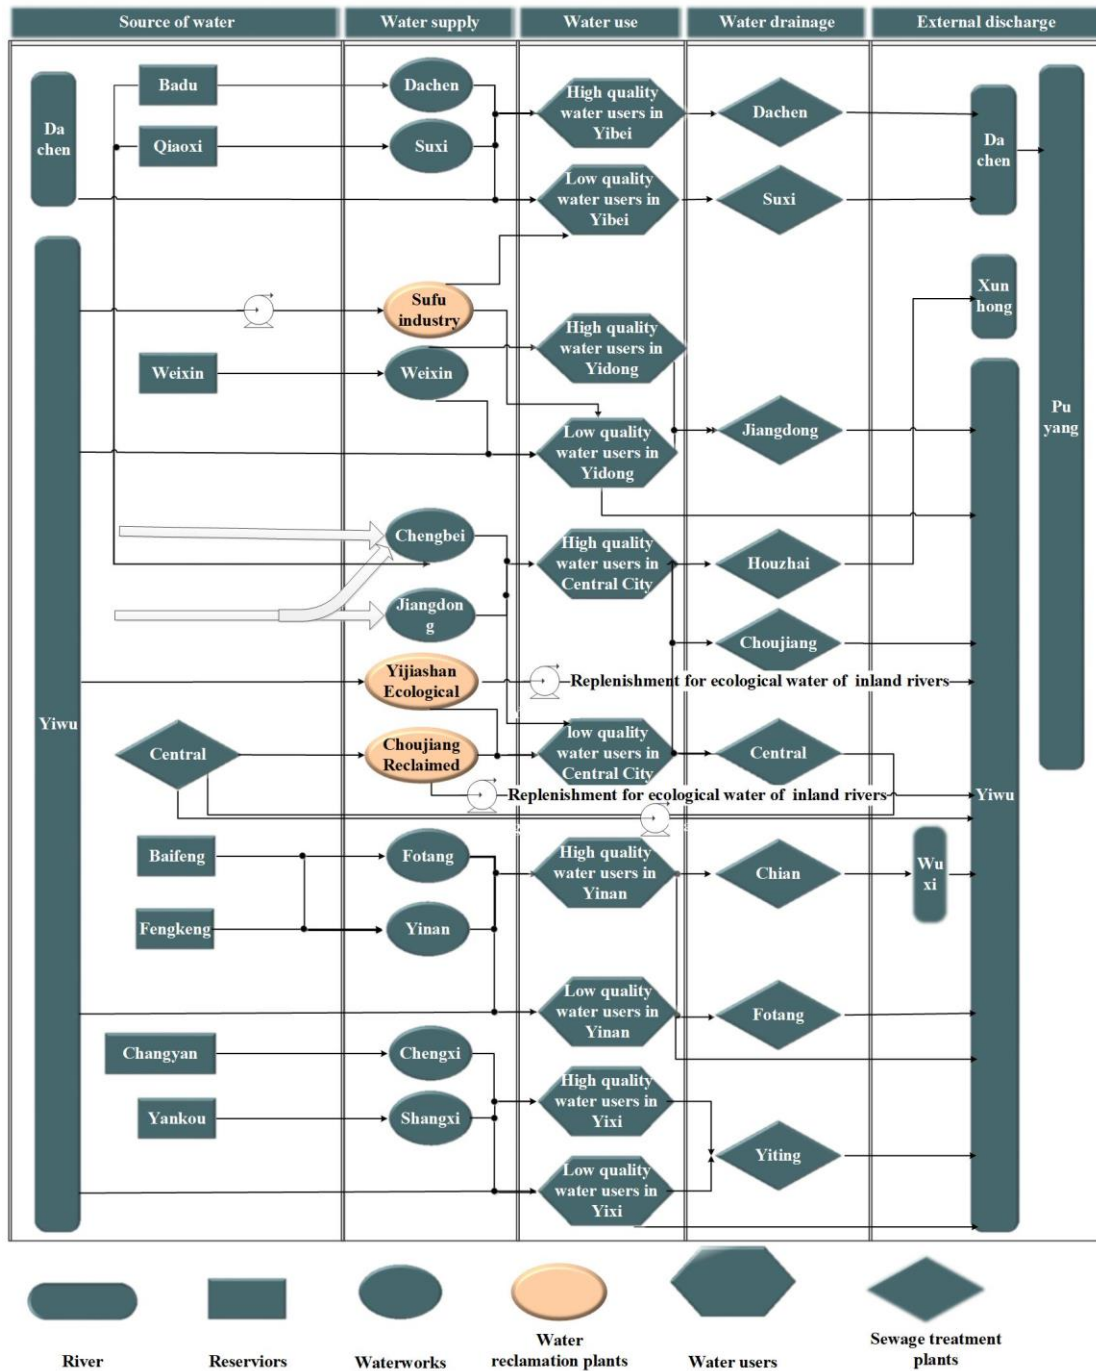 Source of water
Water supply
Water use
Water drainage
External discharge
Da
chen
Badu
Dachen
High quality
water users in
Yibei
Dachen
Da
chen
Qiaoxi
Suxi
Low quality
water users in
Yibei
Suxi
Pu
yang
Yiwu
Sufu
industry
High quality
water users in
Yidong
Xun
hong
Weixin
Weixin
Low quality
water users in
Yidong
Jiangdong
Chengbei
High quality
water users in
Central City
Houzhai
Jiangdon
g
Choujiang
Yijiashan
Ecological
Replenishment for ecological water of inland rivers
Central
Choujiang
Reclaimed
low quality
water users in
Central City
Central
Yiwu
Replenishment for ecological water of inland rivers
Baifeng
Fotang
High quality
water users in
Yinan
Chian
Wu
xi
Fengkeng
Yinan
Low quality
water users in
Yinan
Fotang
Changyan
Chengxi
High quality
water users in
Yixi
Yankou
Shangxi
Yiting
Low quality
water users in
Yixi
River
Reserviors
Waterworks
Water
reclamation plants
Water users
Sewage treatment
plants